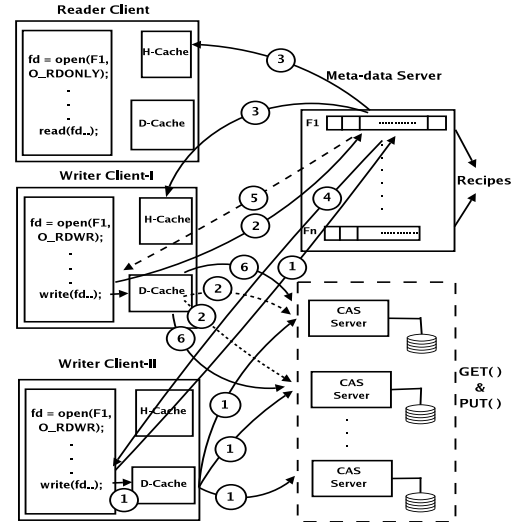 Reader Client
fd = open(F1,
O_RDONLY);
.
.
.
read(fd..);
H-Cache
D-Cache
3
3
Meta-data Server
F1
............
Fn
............
Recipes
Writer Client-I
fd = open(F1,
O_RDWR);
.
.
.
write(fd..);
H-Cache
D-Cache
5
2
4
1
6
2
2
6
Writer Client-II
fd = open(F1,
O_RDWR);
.
.
.
write(fd..);
H-Cache
D-Cache
1
1
1
1
CAS
Server
CAS
Server
.
.
.
CAS
Server
GET( )
&
PUT( )